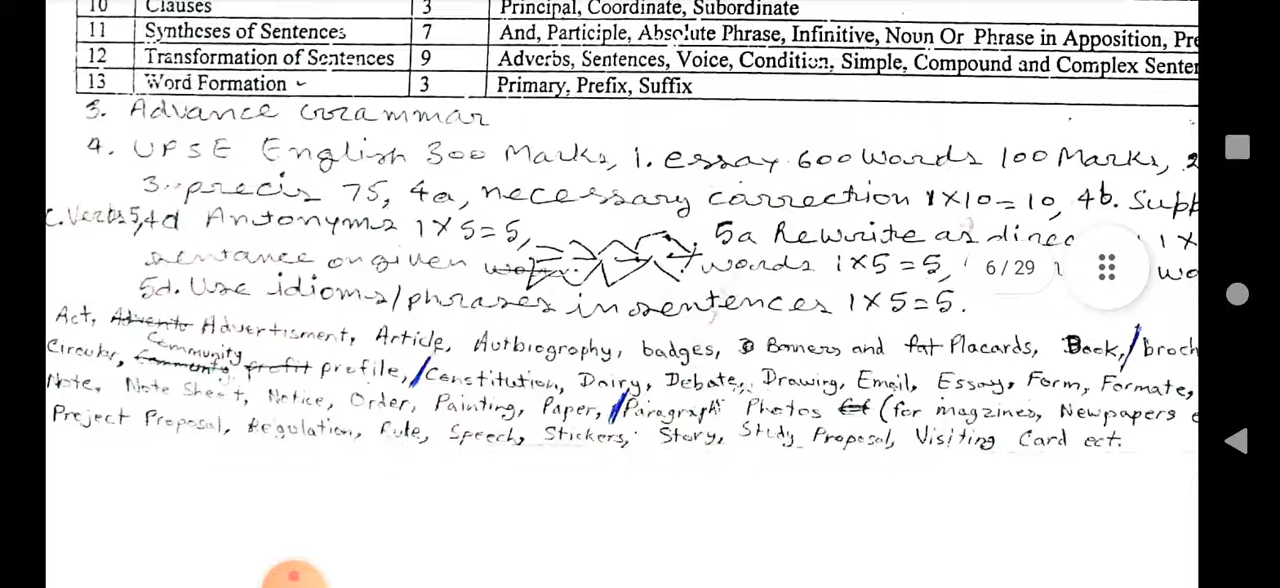 10 Clauses 3 Principal, Coordinate, Subordinate
11 Syntheses of Sentences 7 And, Participle, Absolute Phrase, Infinitive, Noun Or Phrase in Apposition, Pre
12 Transformation of Sentences 9 Adverbs, Sentences, Voice, Condition, Simple, Compound and Complex Senten
13 Word Formation 3 Primary, Prefix, Suffix
3. Advance Grammar
4. UPSE English 300 Marks, 1. essay 600 words 100 Marks, 2
3. precis 75, 4a, necessary correction 1×10=10, 4b. Supp
C. Verbs 5, 4d Antonyms 1×5=5, 5a Rewrite as direc 1×
sentance on given words 1×5=5, 6/29 wo
5d. Use idioms/phrases in sentences 1×5=5.
Act, Advertisment, Article, Autbiogrophy, badges, Banners and Placards, Book,/broch
Circular, Community profile, Constitution, Dairy, Debate, Drawing, Email, Essay, Form, Formate,
Note, Note Sheet, Notice, Order, Painting, Paper, Paragraph Photos (for magzines, Newpapers
Project Proposal, Regulation, Rule, Speech, Stickers, Story, Study Proposal, Visiting Card ect.